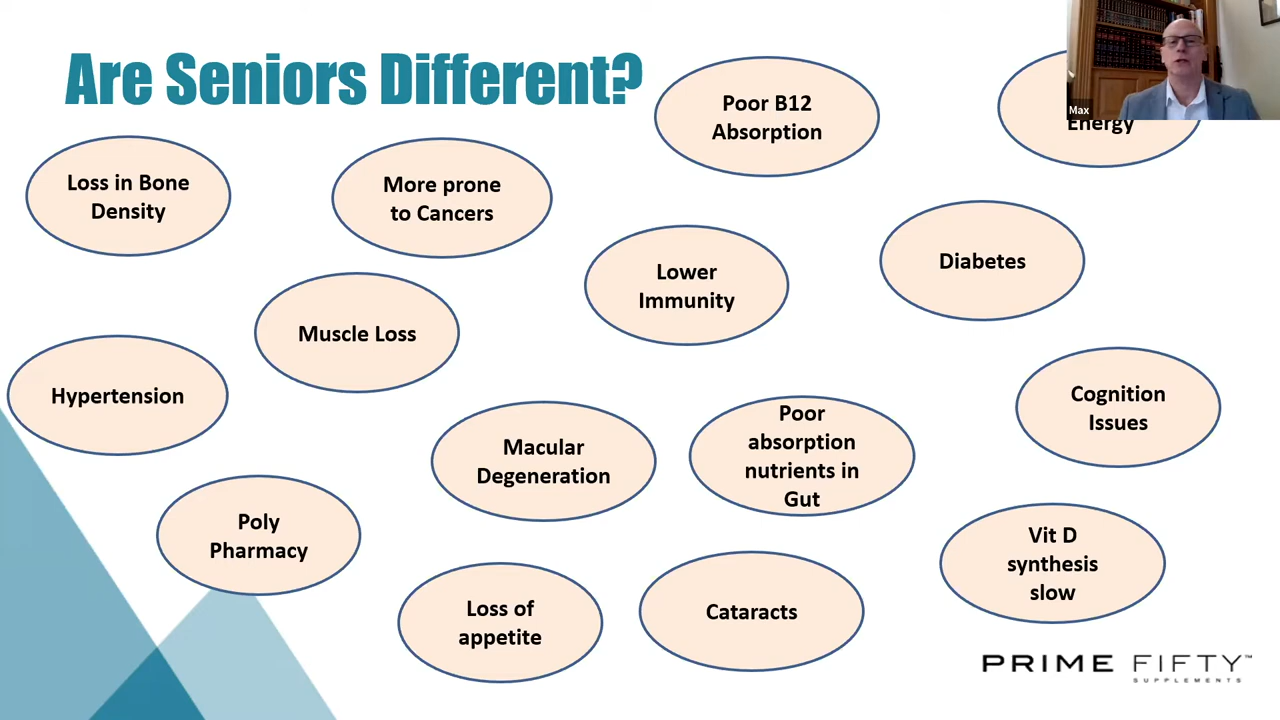 Are Seniors Different?
Poor B12
Absorption
Energy
Max
Loss in Bone
Density
More prone
to Cancers
Lower
Immunity
Diabetes
Muscle Loss
Hypertension
Cognition
Issues
Macular
Degeneration
Poor
absorption
nutrients in
Gut
Poly
Pharmacy
Vit D
synthesis
slow
Loss of
appetite
Cataracts
PRIME FIFTY™
SUPPLEMENTS